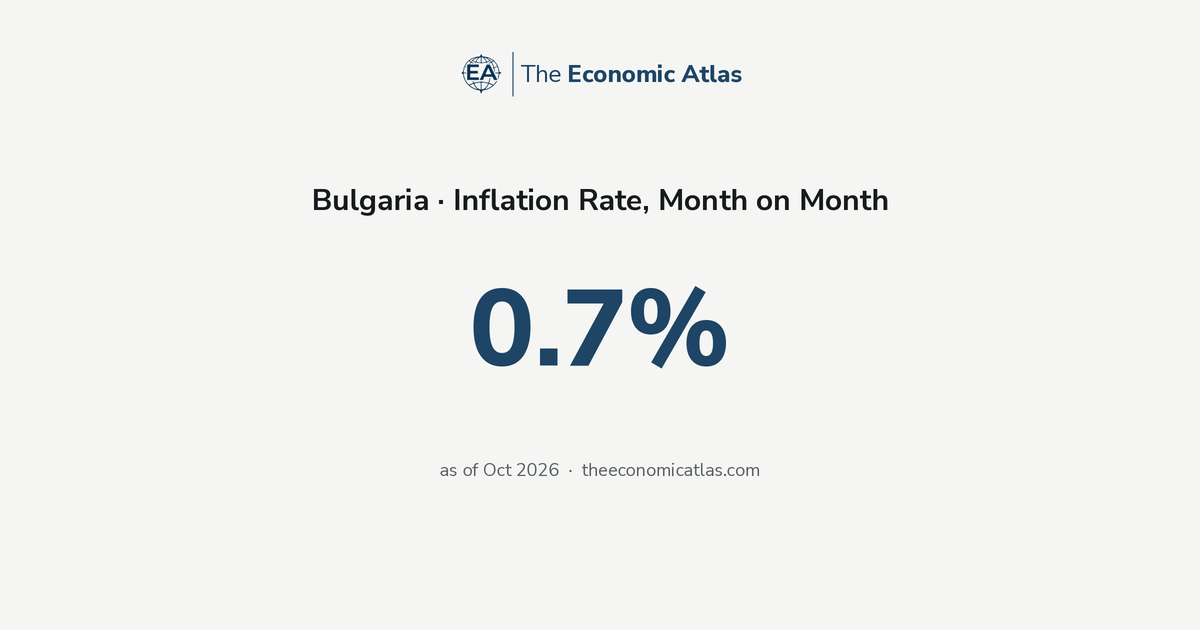 EA The Economic Atlas
Bulgaria · Inflation Rate, Month on Month
0.7%
as of Oct 2026 · theeconomicatlas.com